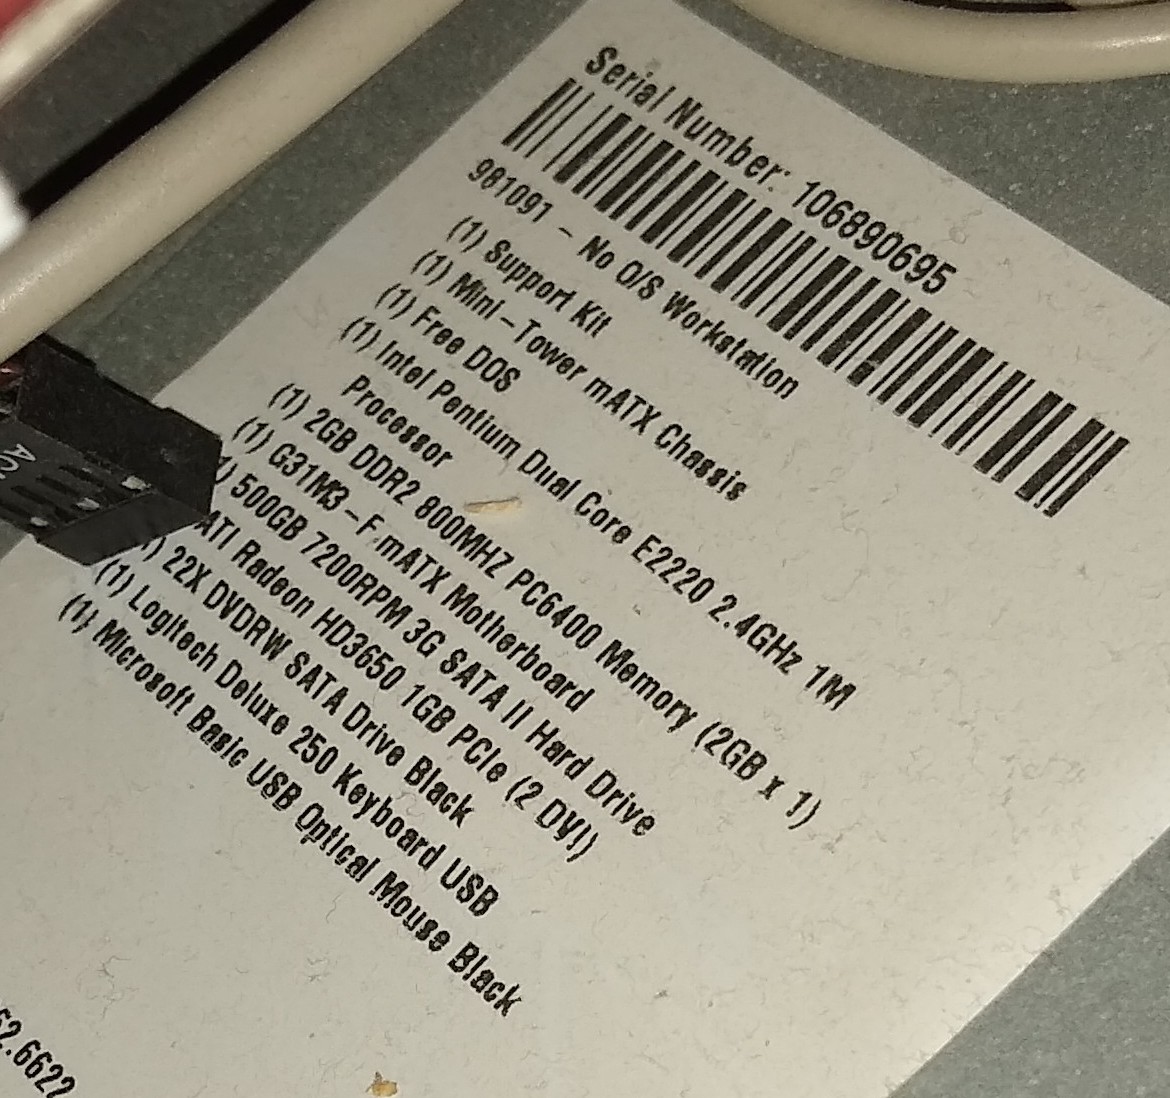 Serial Number: 106890695
981091 - No O/S Workstation
(1) Support Kit
(1) Mini-Tower mATX Chassis
(1) Free DOS
(1) Intel Pentium Dual Core E2220 2.4GHz 1M
Processor
(1) 2GB DDR2 800MHZ PC6400 Memory (2GB x 1)
(1) G31M3-F mATX Motherboard
) 500GB 7200RPM 3G SATA II Hard Drive
ATI Radeon HD3650 1GB PCIe (2 DVI)
1) 22X DVDRW SATA Drive Black
(1) Logitech Deluxe 250 Keyboard USB
(1) Microsoft Basic USB Optical Mouse Black
62.6622